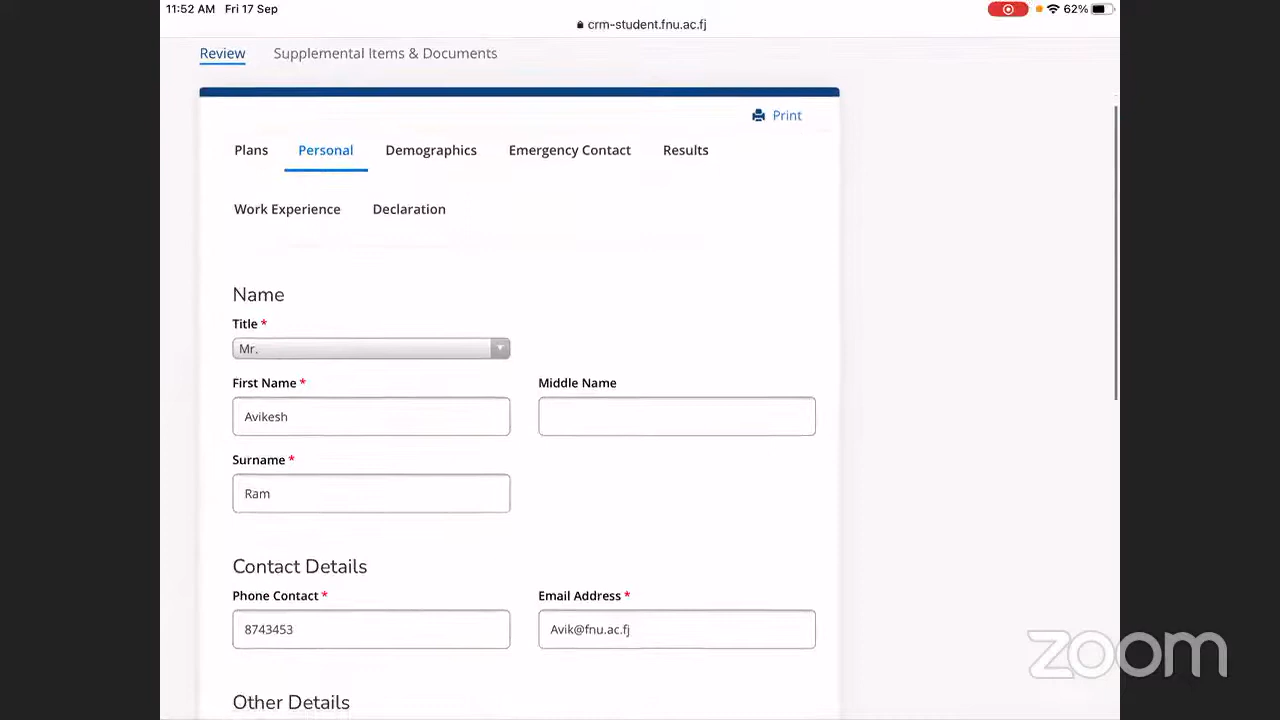 11:52 AM Fri 17 Sep
62%
crm-student.fnu.ac.fj
Review Supplemental Items & Documents
Print
Plans Personal Demographics Emergency Contact Results
Work Experience Declaration
Name
Title *
Mr.
First Name * Middle Name
Avikesh
Surname *
Ram
Contact Details
Phone Contact * Email Address *
8743453 Avik@fnu.ac.fj
zoom
Other Details